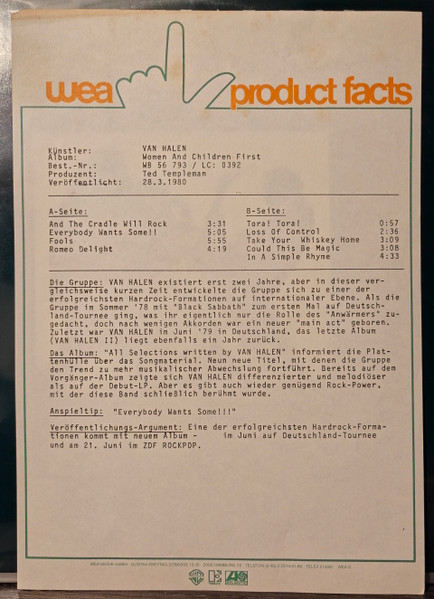 wea product facts
Künstler: VAN HALEN
Album: Women And Children First
Best.-Nr.: WB 56 793 / LC: 0392
Produzent: Ted Templeman
Veröffentlicht: 28.3.1980
A-Seite:
And The Cradle Will Rock 3:31
Everybody Wants Some!! 5:05
Fools 5:55
Romeo Delight 4:19
B-Seite:
Tora! Tora! 0:57
Loss Of Control 2:36
Take Your Whiskey Home 3:09
Could This Be Magic 3:08
In A Simple Rhyme 4:33
Die Gruppe: VAN HALEN existiert erst zwei Jahre, aber in dieser ver-
gleichsweise kurzen Zeit entwickelte die Gruppe sich zu einer der
erfolgreichsten Hardrock-Formationen auf internationaler Ebene. Als die
Gruppe im Sommer '78 mit "Black Sabbath" zum ersten Mal auf Deutsch-
land-Tournee ging, was ihr eigentlich nur die Rolle des "Anwärmers" zu-
gedacht, doch nach wenigen Akkorden war ein neuer "main act" geboren.
Zuletzt war VAN HALEN im Juni '79 in Deutschland, das letzte Album
(VAN HALEN II) liegt ebenfalls ein Jahr zurück.
Das Album: "All Selections written by VAN HALEN" informiert die Plat-
tenhülle über das Songmaterial. Neun neue Titel, mit denen die Gruppe
den Trend zu mehr musikalischer Abwechslung fortführt. Bereits auf dem
Vorgänger-Album zeigte sich VAN HALEN differenzierter und melodiöser
als auf der Debut-LP. Aber es gibt auch wieder genügend Rock-Power,
mit der diese Band schließlich berühmt wurde.
Anspieltip: "Everybody Wants Some!!!"
Veröffentlichungs-Argument: Eine der erfolgreichsten Hardrock-Forma-
tionen kommt mit neuem Album - im Juni auf Deutschland-Tournee
und am 21. Juni im ZDF ROCKPOP.